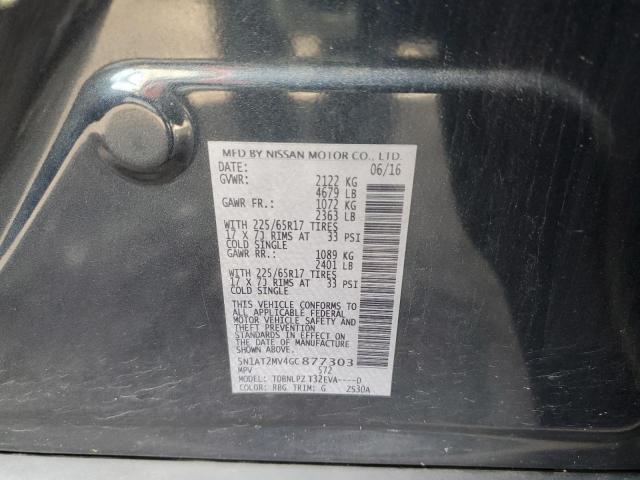 MFD BY NISSAN MOTOR CO., LTD.
DATE: 06/16
GVWR: 2122 KG
4679 LB
GAWR FR.: 1072 KG
2363 LB
WITH 225/65R17 TIRES
17 X 7J RIMS AT 33 PSI
COLD SINGLE
GAWR RR.: 1089 KG
2401 LB
WITH 225/65R17 TIRES
17 X 7J RIMS AT 33 PSI
COLD SINGLE
THIS VEHICLE CONFORMS TO
ALL APPLICABLE FEDERAL
MOTOR VEHICLE SAFETY AND
THEFT PREVENTION
STANDARDS IN EFFECT ON
THE DATE OF MANUFACTURE
SHOWN ABOVE.
5N1AT2MV4GC877303
MPV 572
MODEL: TDBNLPZ T32EVA----D
COLOR: RBG TRIM: G ZS30A